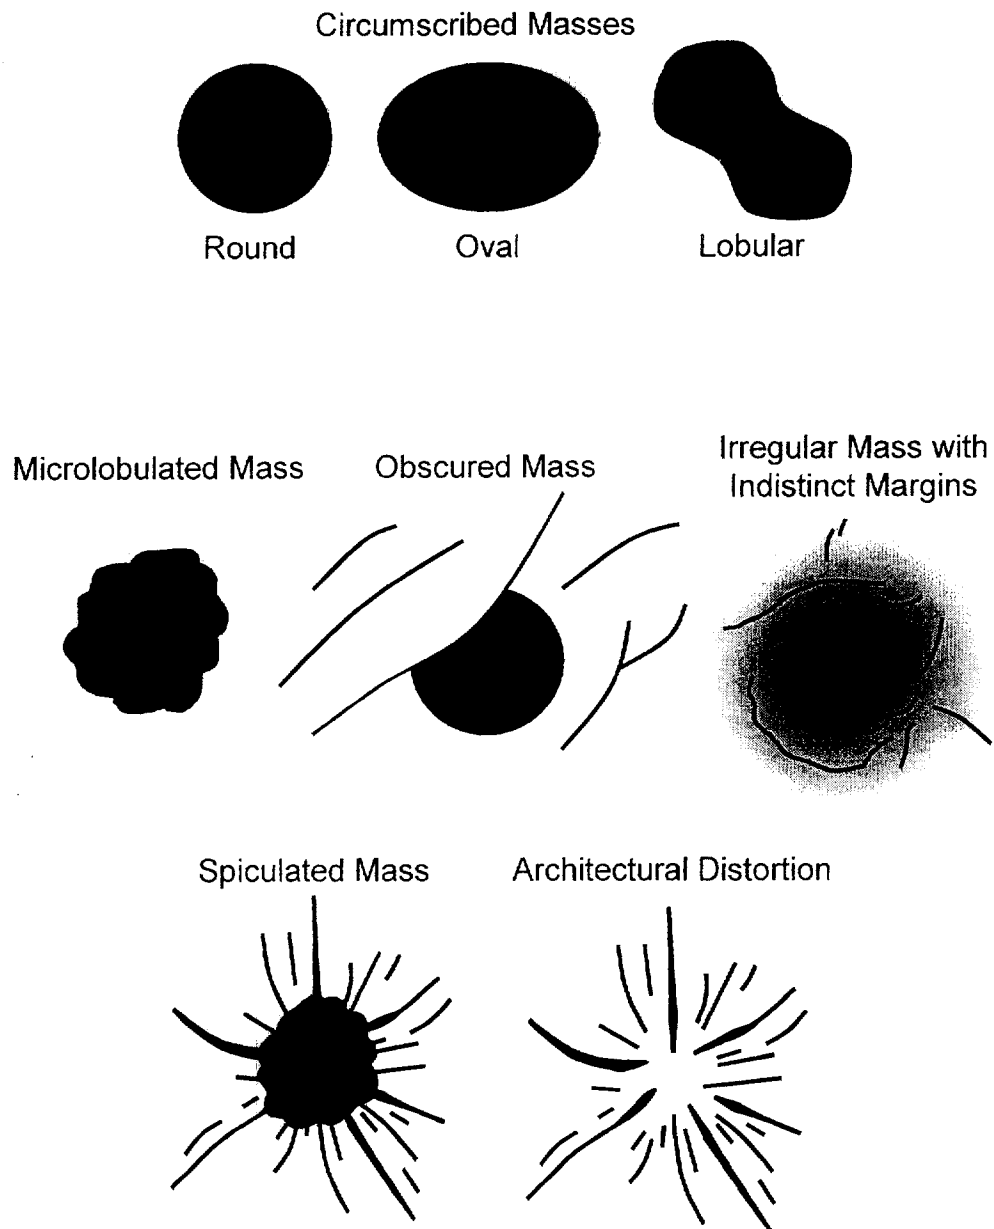 Circumscribed Masses
Round
Oval
Lobular
Microlobulated Mass
Obscured Mass
Irregular Mass with
Indistinct Margins
Spiculated Mass
Architectural Distortion